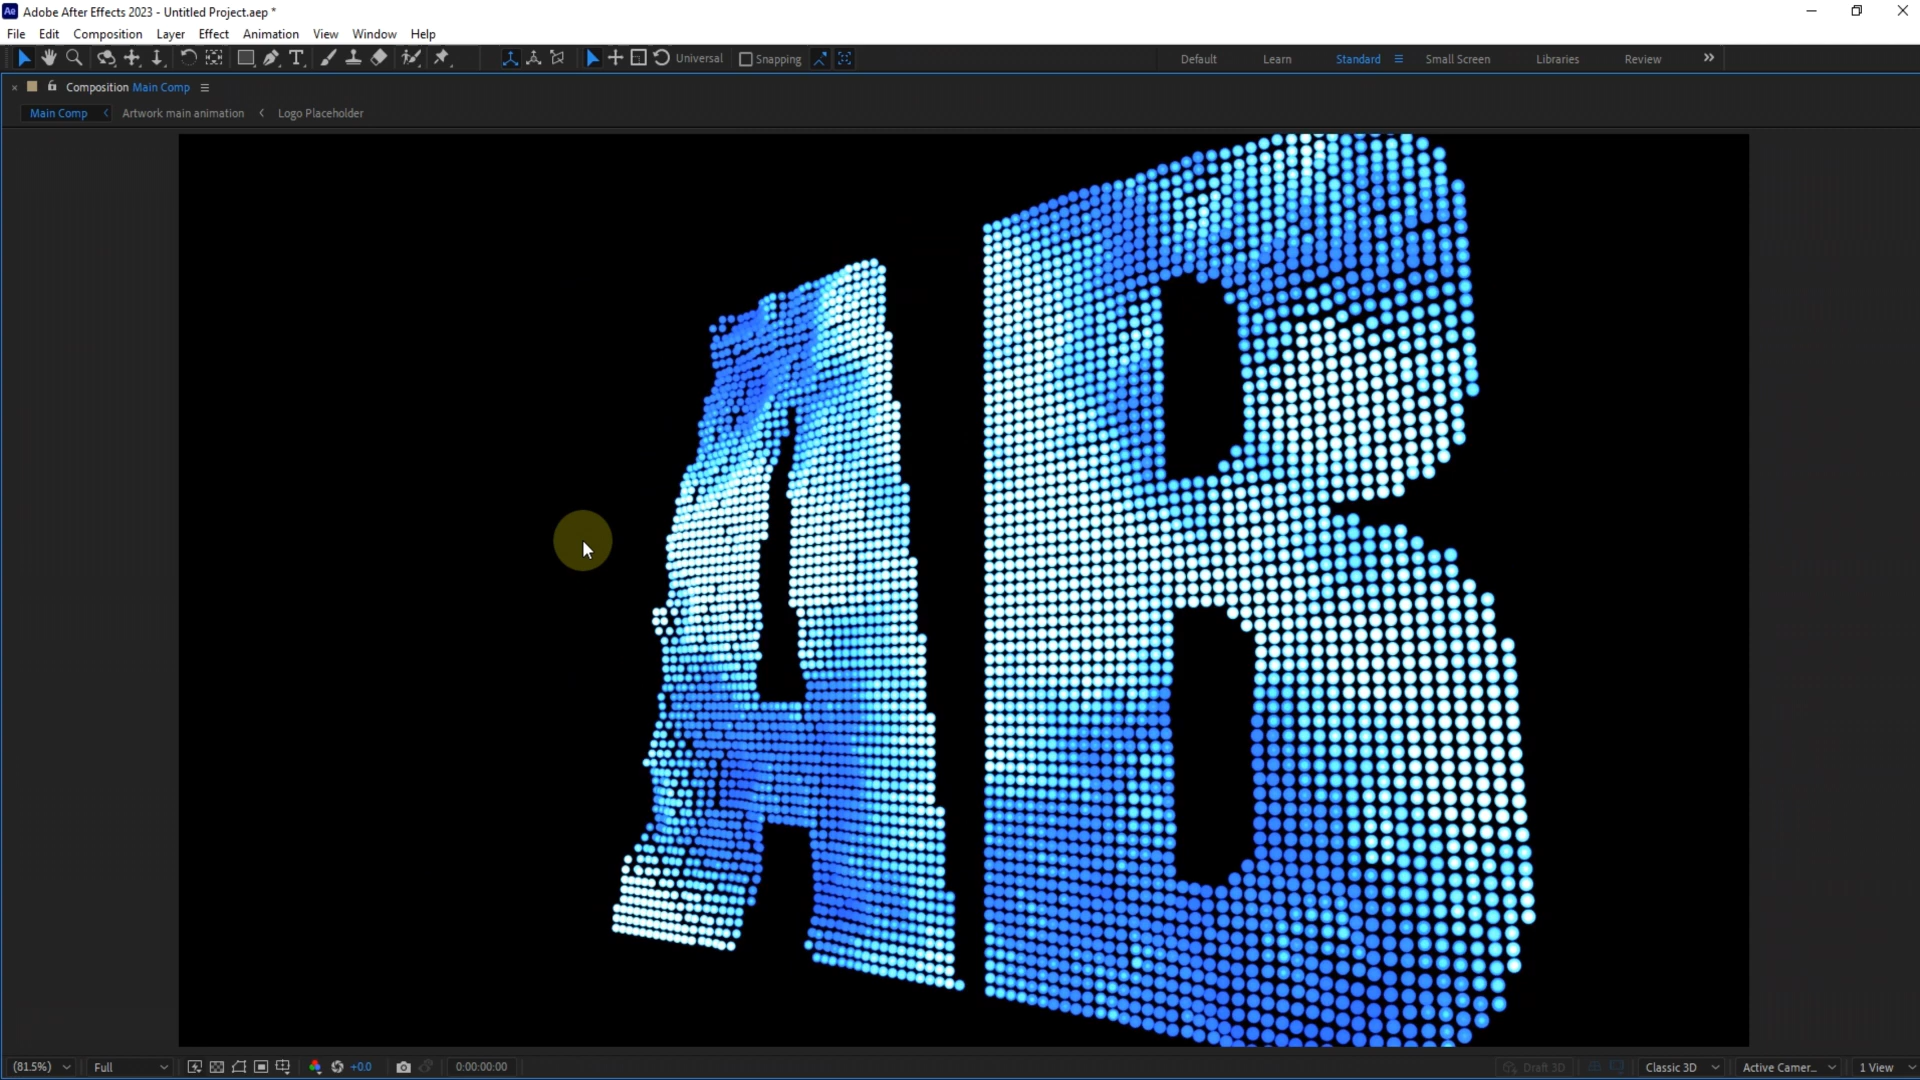 Ae Adobe After Effects 2023 - Untitled Project.aep *
File Edit Composition Layer Effect Animation View Window Help
Universal Snapping Default Learn Standard Small Screen Libraries Review
Composition Main Comp
Main Comp Artwork main animation Logo Placeholder
AB
(81.5%) Full +0.0 0:00:00:00 Draft 3D Classic 3D Active Camer... 1 View